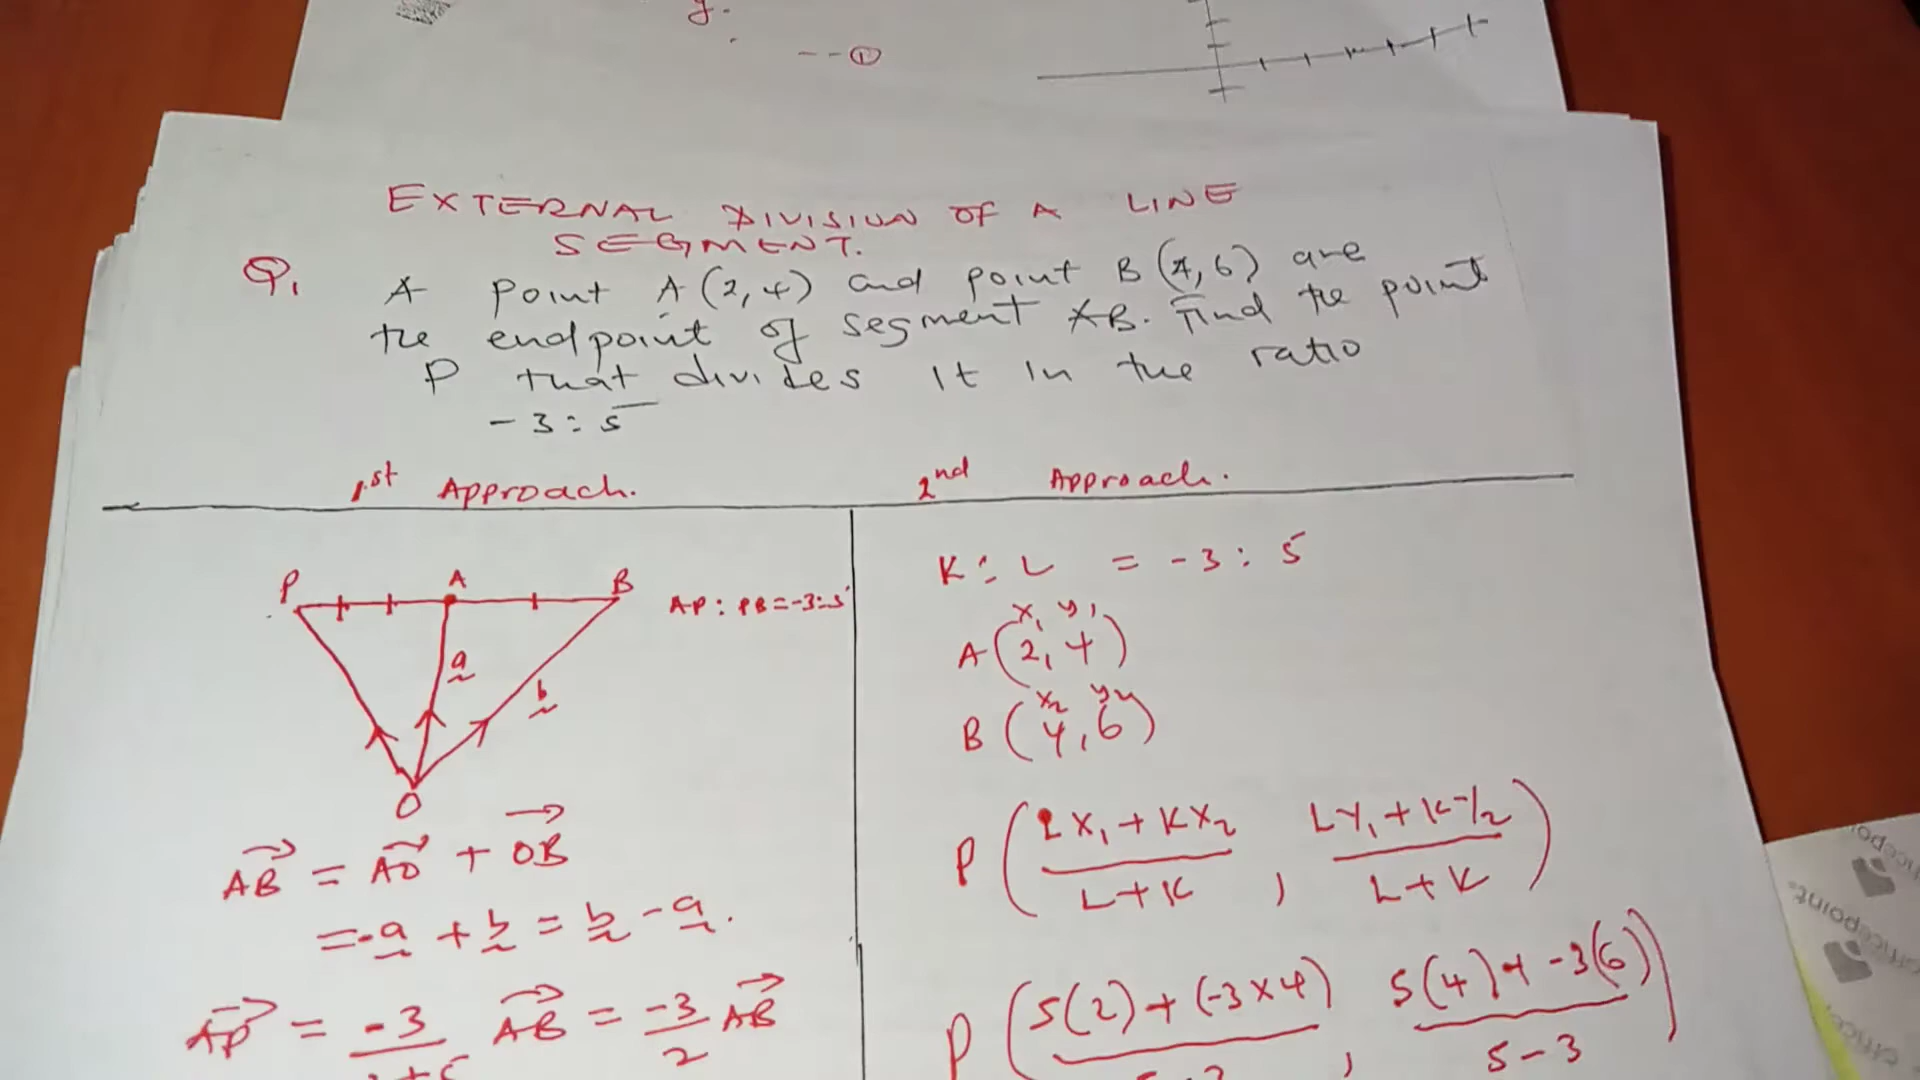 y.
--①
EXTERNAL DIVISION OF A LINE
SEGMENT.
Q1
A point A(2,4) and point B(4,6) are
the endpoint of segment AB. Find the point
P that divides it in the ratio
-3:5
1st Approach.
2nd Approach.
P A B
AP : PB = -3:5
a
b
O
AB = AO + OB
= -a + b = b - a.
AP = -3 AB = -3/2 AB
K : L = -3 : 5
x1 y1
A(2,4)
x2 y2
B(4,6)
P((Lx1+Kx2)/(L+K), (Ly1+Ky2)/(L+K))
P((5(2)+(-3×4)), (5(4)+-3(6))/(5-3))
officepoint